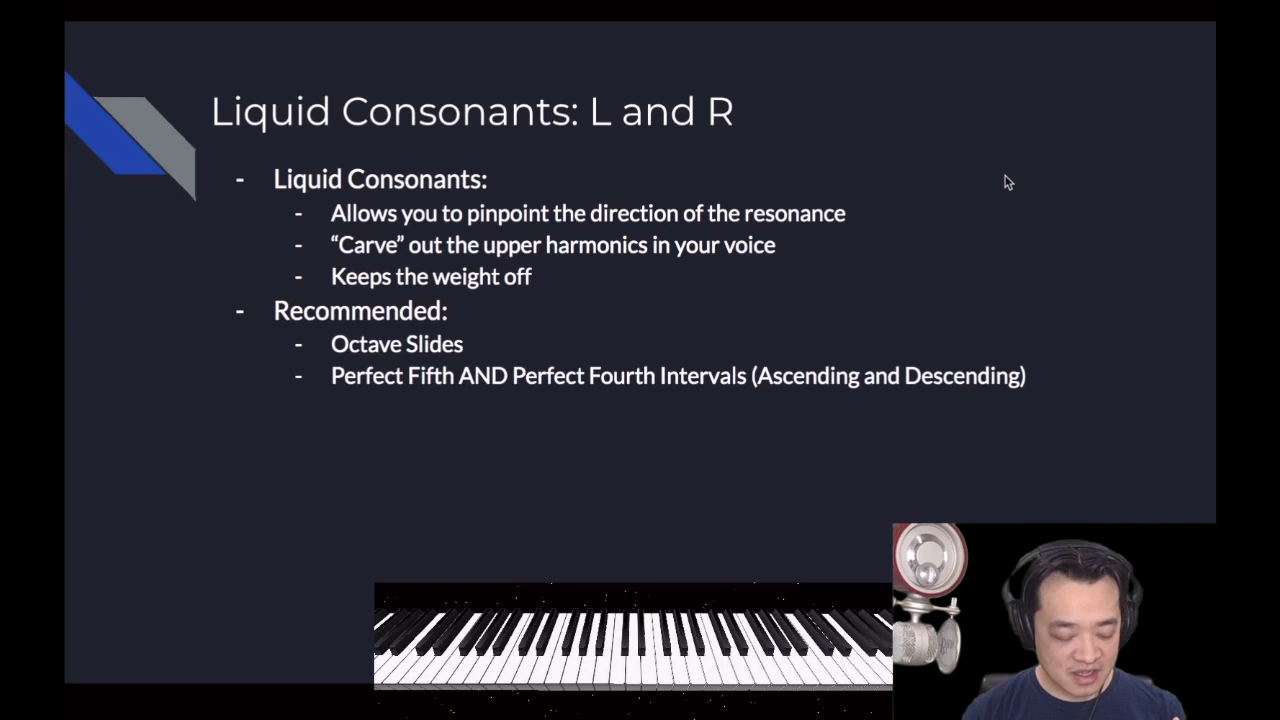 Liquid Consonants: L and R
- Liquid Consonants:
- Allows you to pinpoint the direction of the resonance
- “Carve” out the upper harmonics in your voice
- Keeps the weight off
- Recommended:
- Octave Slides
- Perfect Fifth AND Perfect Fourth Intervals (Ascending and Descending)